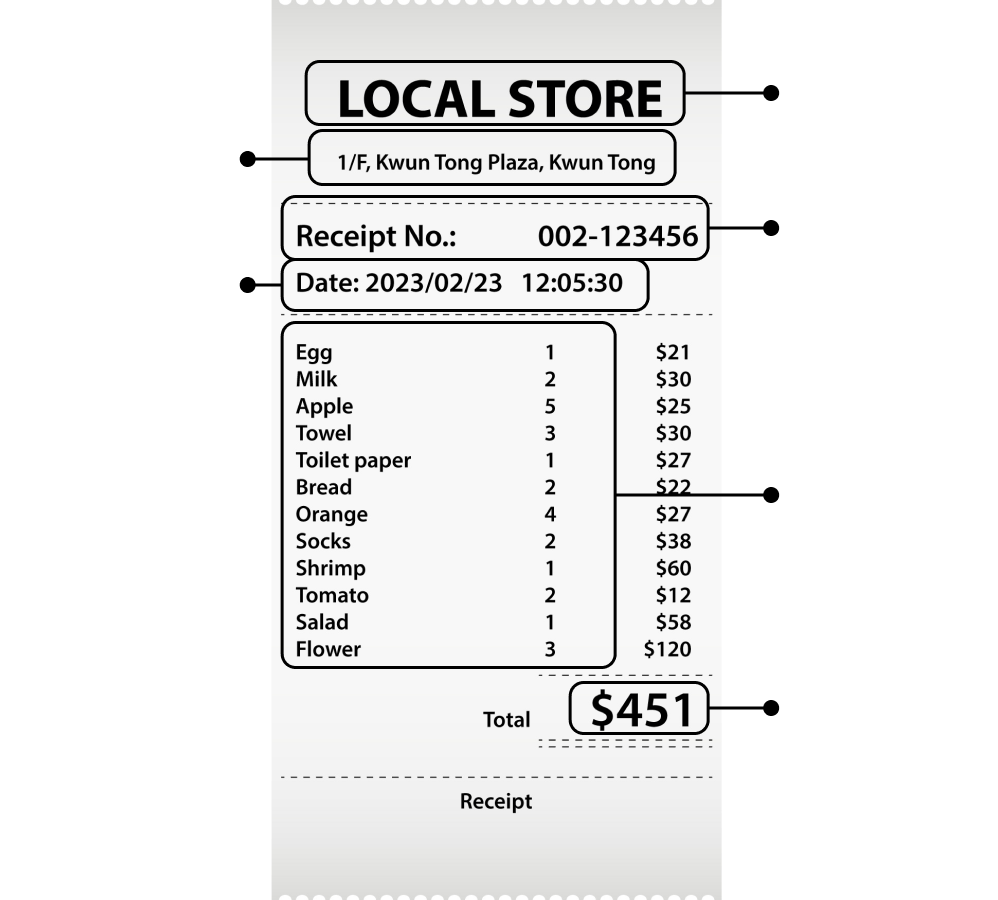 LOCAL STORE
1/F, Kwun Tong Plaza, Kwun Tong
Receipt No.: 002-123456
Date: 2023/02/23 12:05:30
Egg 1 $21
Milk 2 $30
Apple 5 $25
Towel 3 $30
Toilet paper 1 $27
Bread 2 $22
Orange 4 $27
Socks 2 $38
Shrimp 1 $60
Tomato 2 $12
Salad 1 $58
Flower 3 $120
Total $451
Receipt